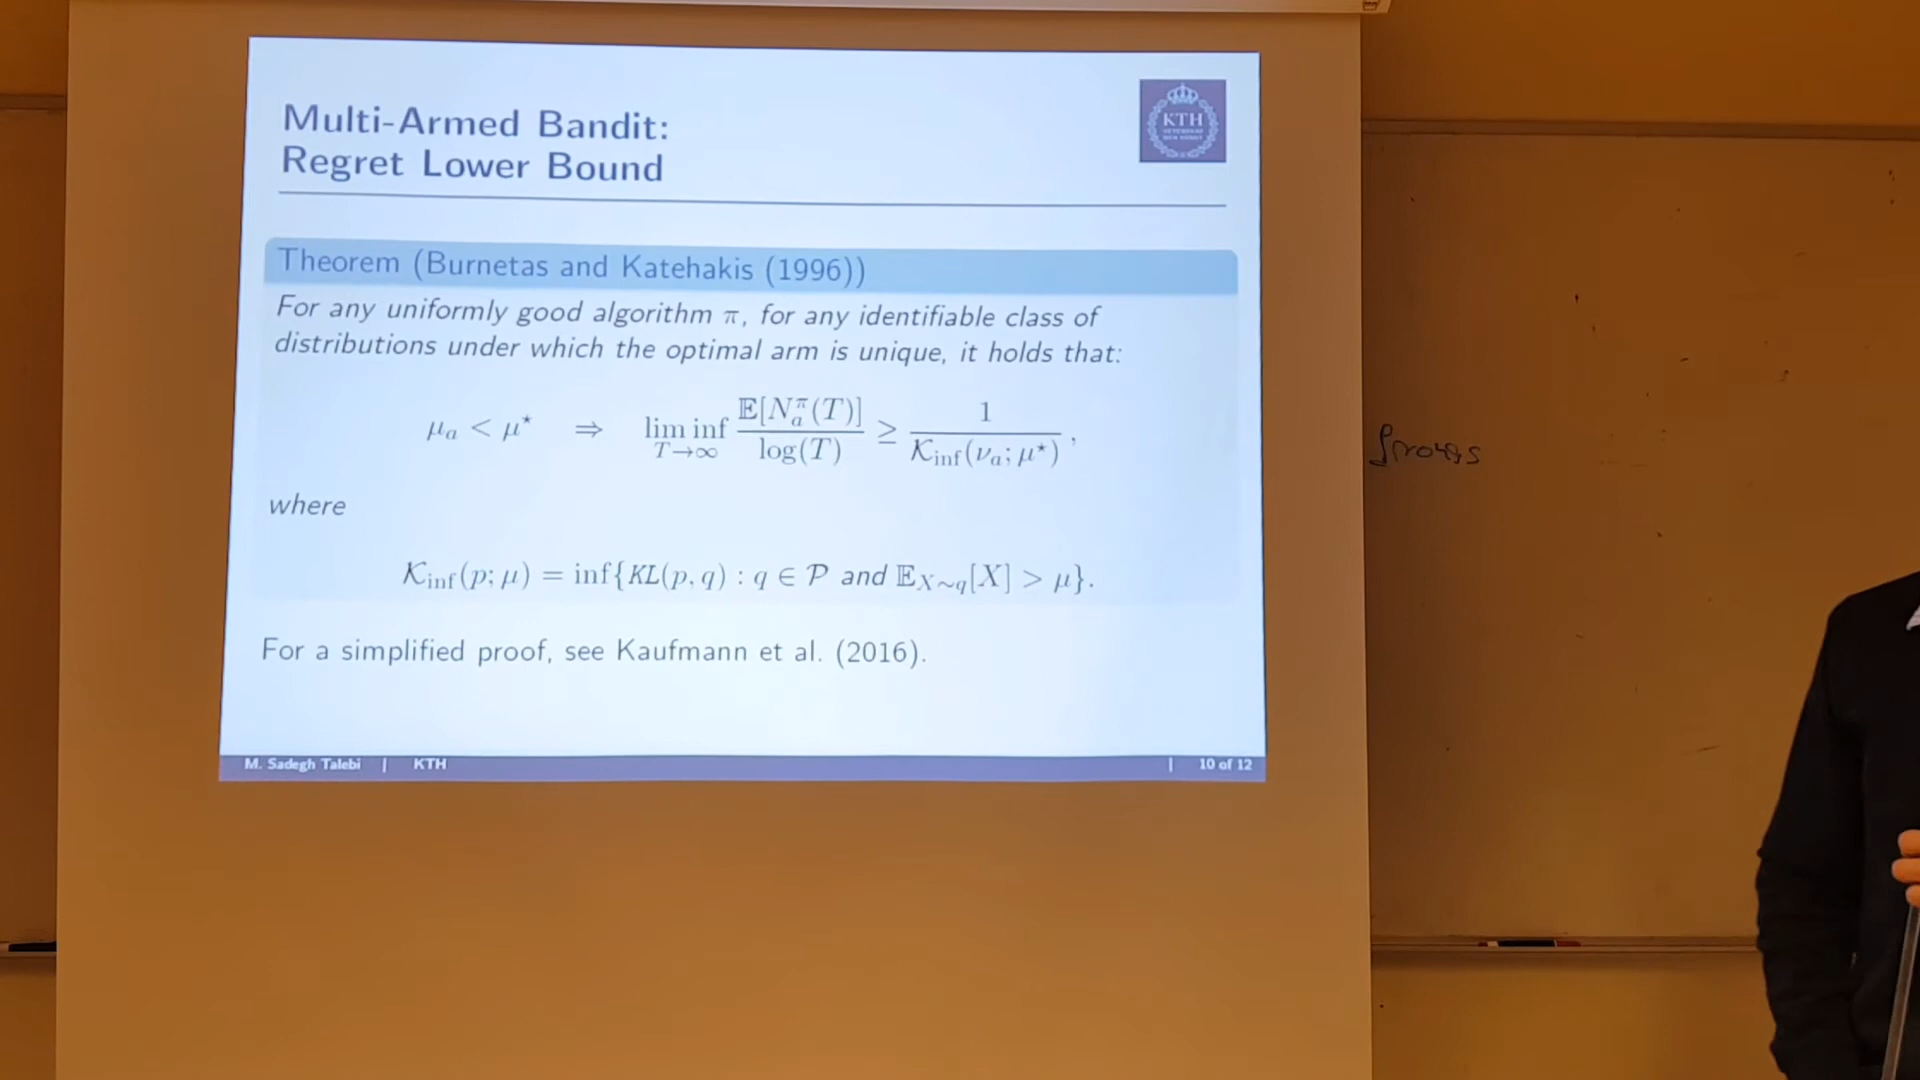 Multi-Armed Bandit:
Regret Lower Bound
KTH
Theorem (Burnetas and Katehakis (1996))
For any uniformly good algorithm π, for any identifiable class of
distributions under which the optimal arm is unique, it holds that:
μₐ < μ* ⇒ lim inf_{T→∞} E[Nₐ^π(T)] / log(T) ≥ 1 / K_inf(νₐ; μ*),
where
K_inf(p; μ) = inf{KL(p, q) : q ∈ P and E_{X∼q}[X] > μ}.
For a simplified proof, see Kaufmann et al. (2016).
M. Sadegh Talebi | KTH | 10 of 12